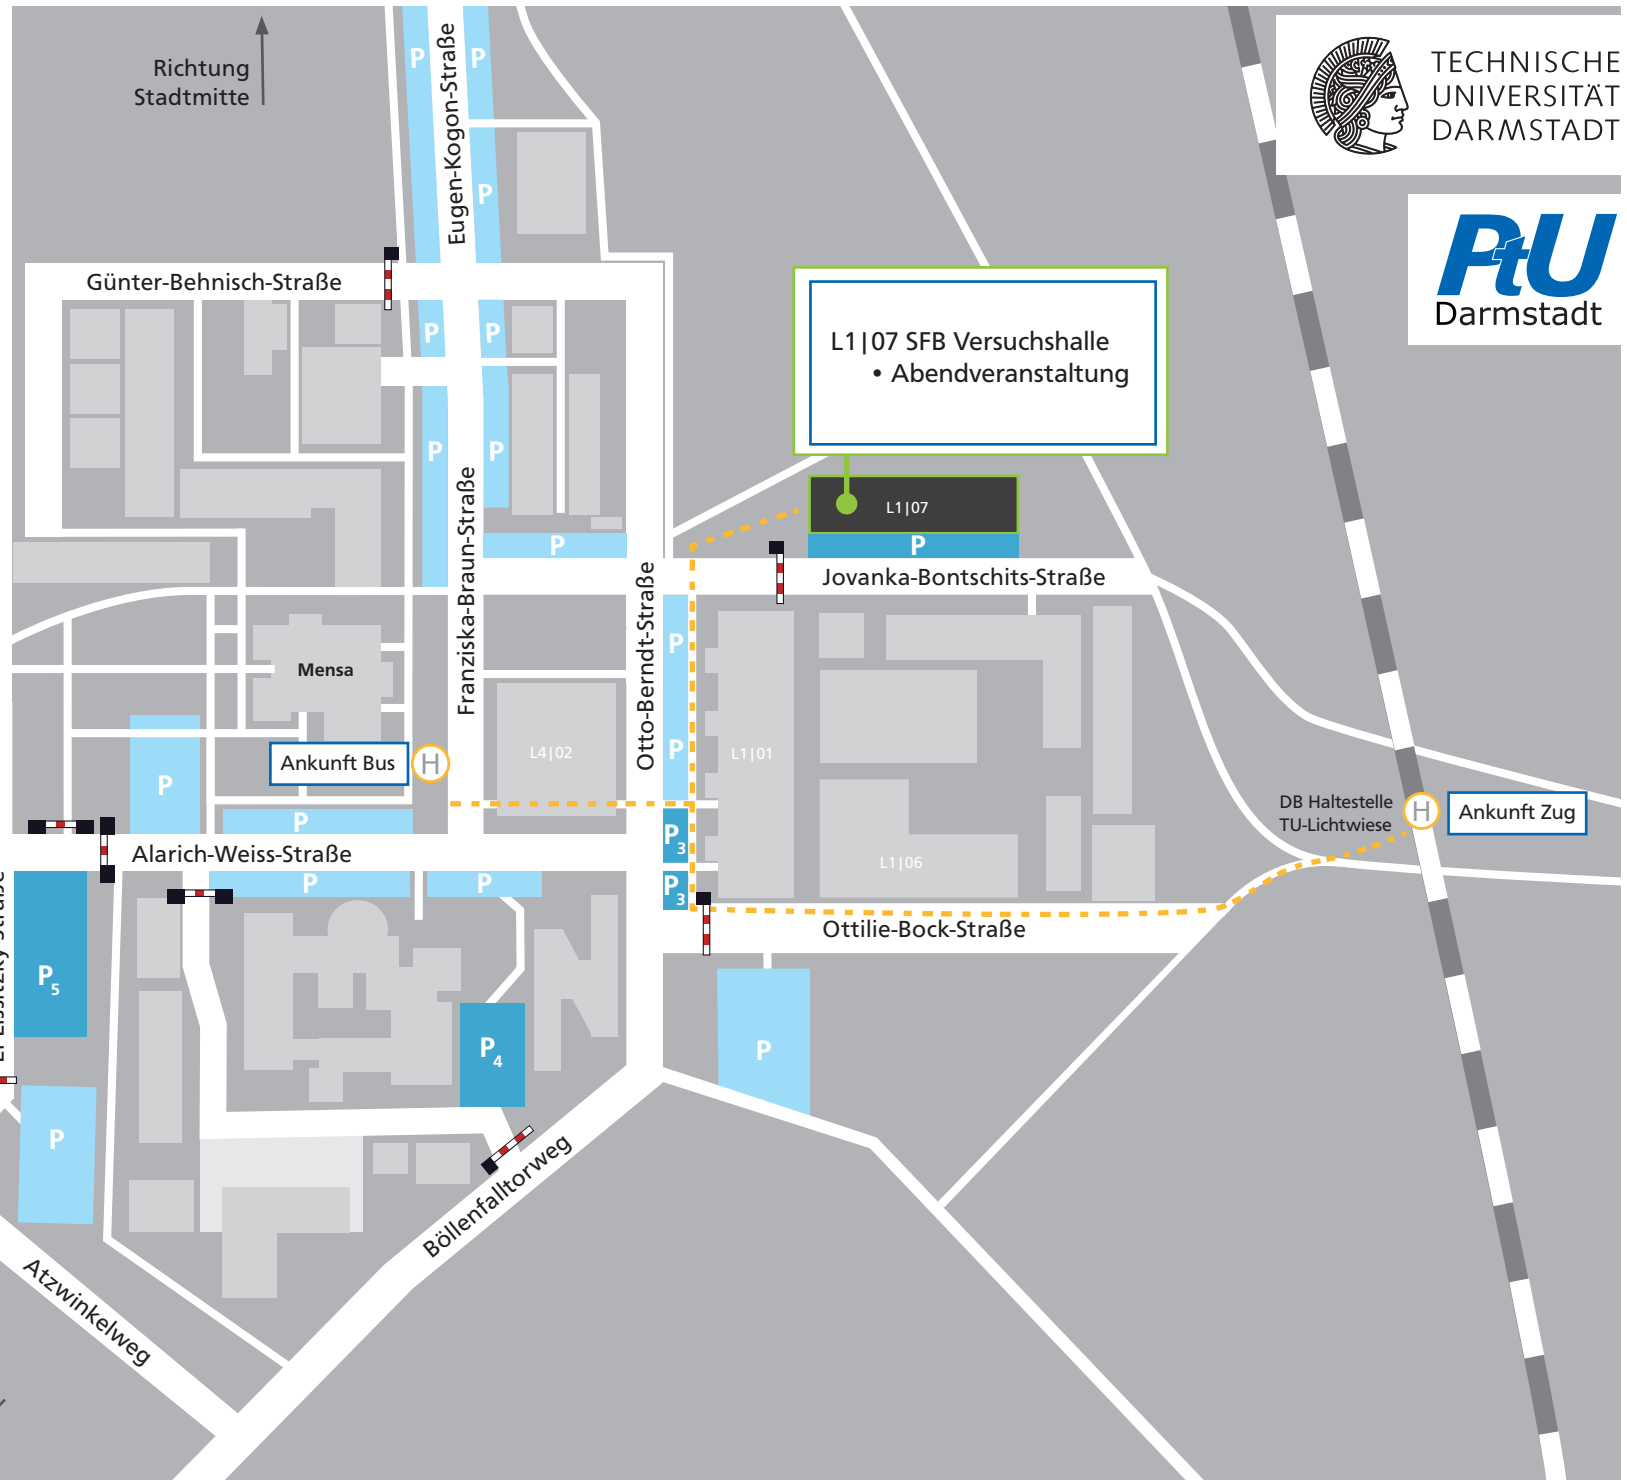 Richtung
Stadtmitte
P
P
Eugen-Kogon-Straße
P
TECHNISCHE
UNIVERSITÄT
DARMSTADT
PtU
Darmstadt
Günter-Behnisch-Straße
P
P
L1|07 SFB Versuchshalle
• Abendveranstaltung
P
P
Franziska-Braun-Straße
L1|07
P
P
Jovanka-Bontschits-Straße
Otto-Berndt-Straße
P
Mensa
P
L4|02
L1|01
Ankunft Bus
H
P
DB Haltestelle
TU-Lichtwiese
H
Ankunft Zug
P
P3
Alarich-Weiss-Straße
L1|06
P
P
P3
Ottilie-Bock-Straße
P5
P4
P
P
Böllenfalltorweg
Atzwinkelweg